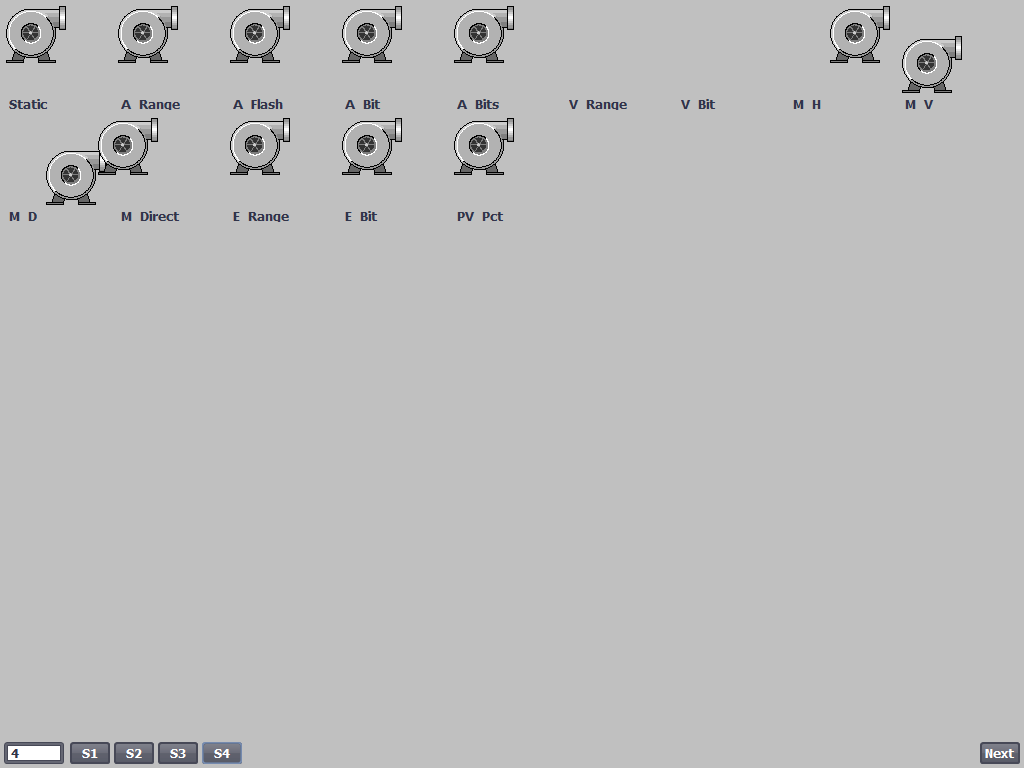 Static A Range A Flash A Bit A Bits V Range V Bit M H M V
M D M Direct E Range E Bit PV Pct
4 S1 S2 S3 S4 Next